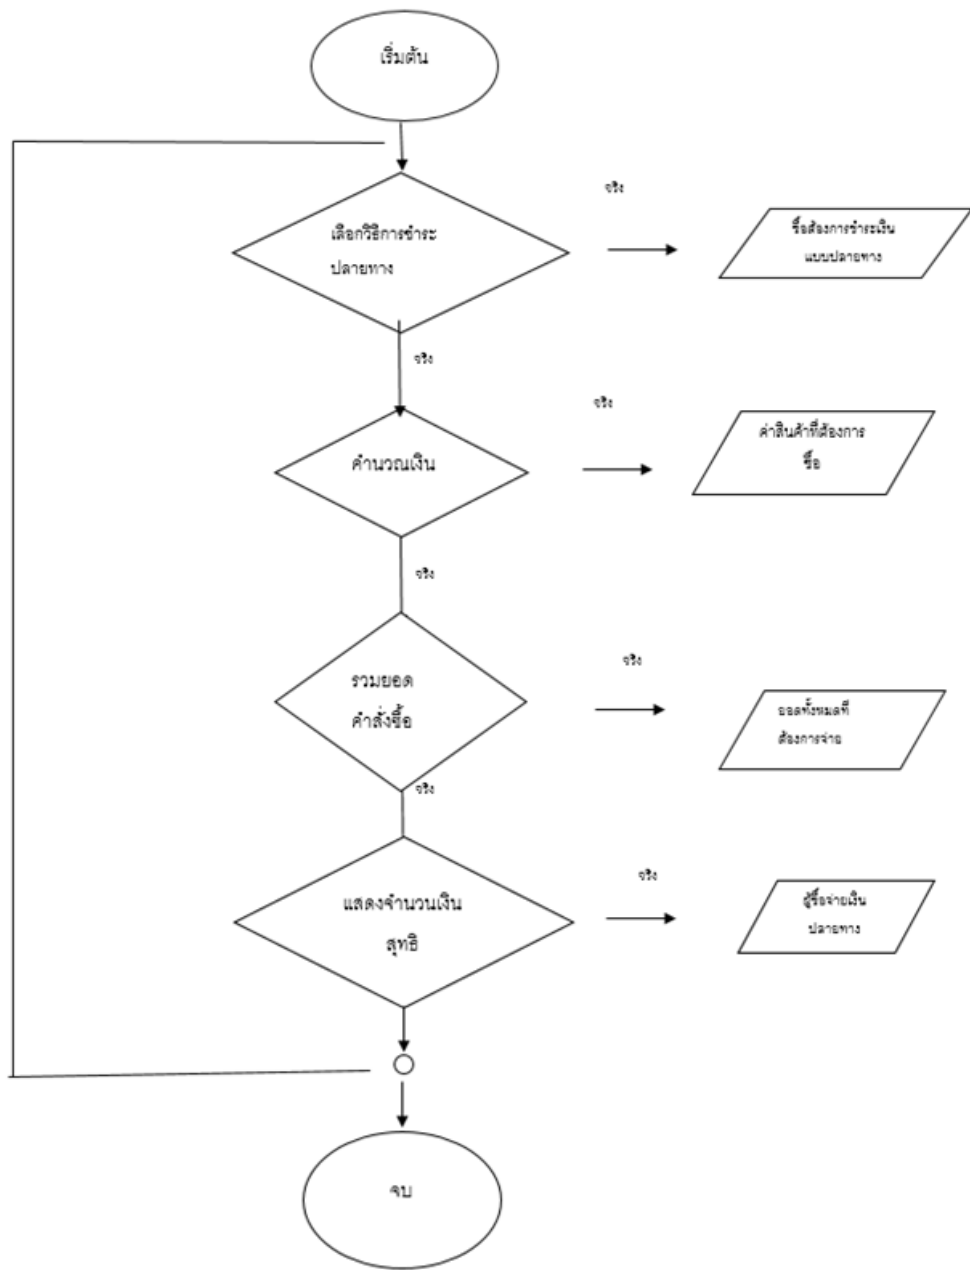 เริ่มต้น
จริง
เลือกวิธีการชำระ
ปลายทาง
ซื้อต้องการชำระเงิน
แบบปลายทาง
จริง
จริง
คำนวณเงิน
ค่าสินค้าที่ต้องการ
ซื้อ
จริง
จริง
รวมยอด
คำสั่งซื้อ
ยอดทั้งหมดที่
ต้องการจ่าย
จริง
จริง
แสดงจำนวนเงิน
สุทธิ
ผู้ซื้อจ่ายเงิน
ปลายทาง
จบ